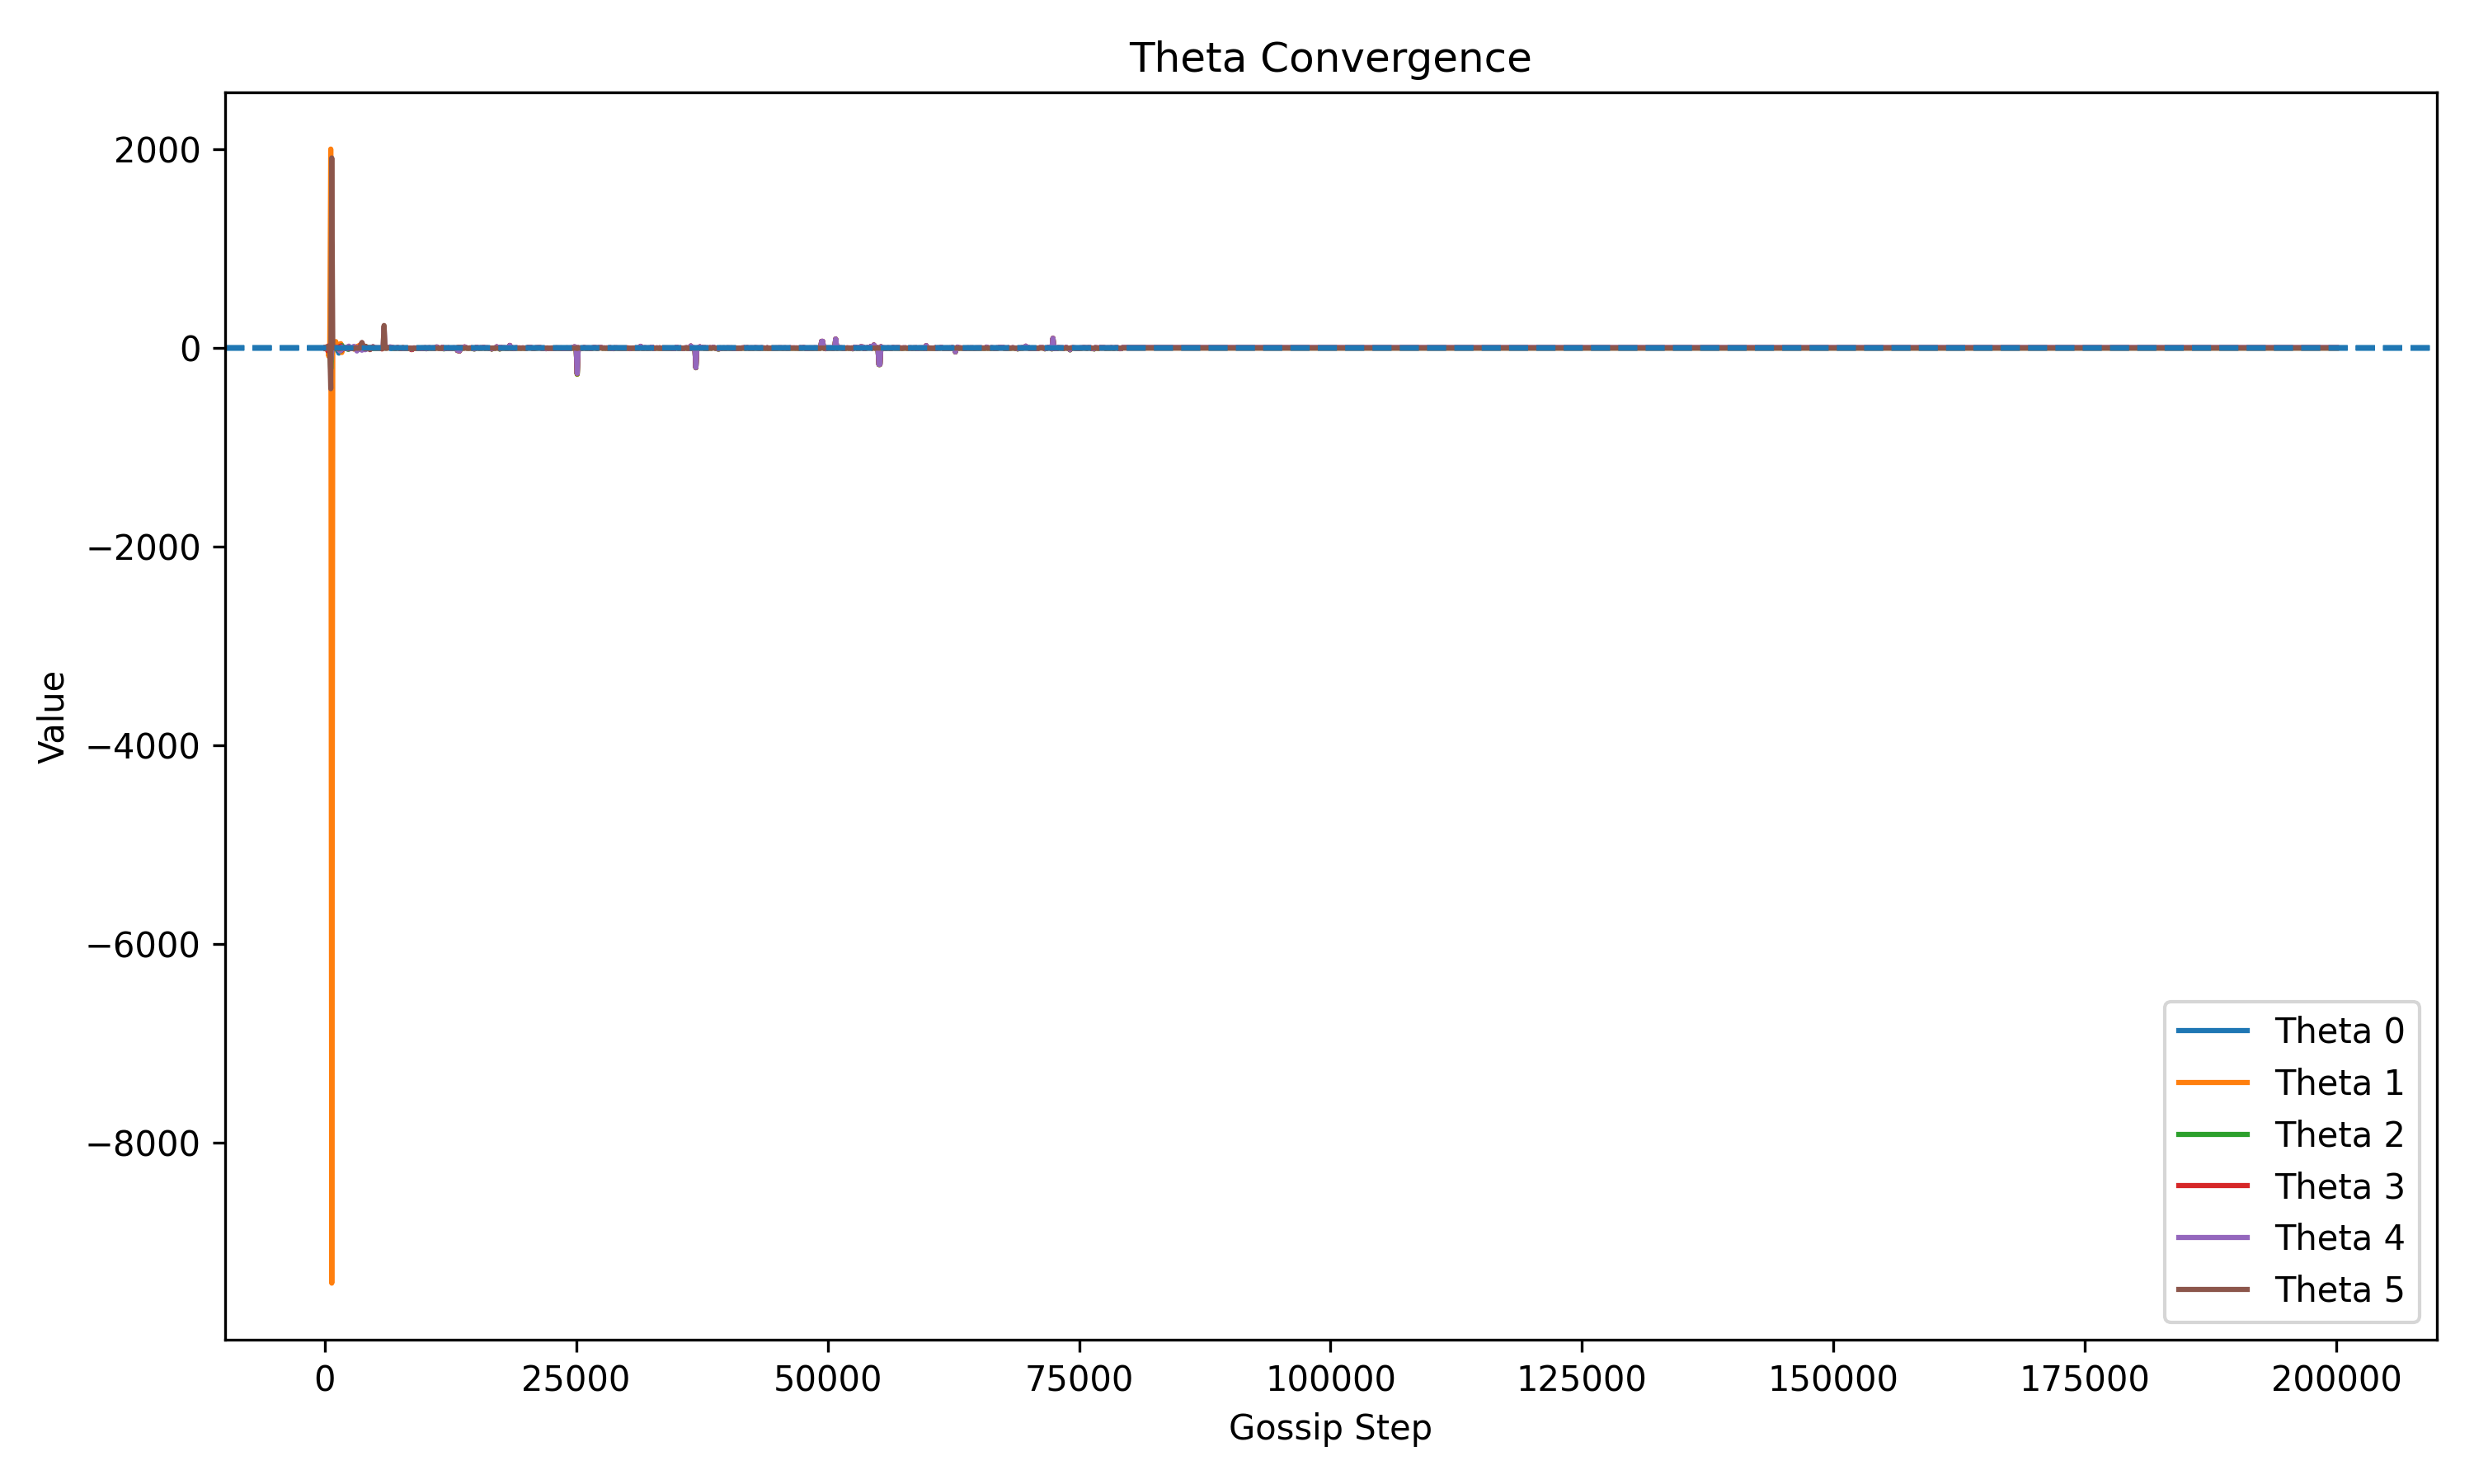 Theta Convergence
2000
0
−2000
−4000
−6000
−8000
Value
0
25000
50000
75000
100000
125000
150000
175000
200000
Gossip Step
Theta 0
Theta 1
Theta 2
Theta 3
Theta 4
Theta 5